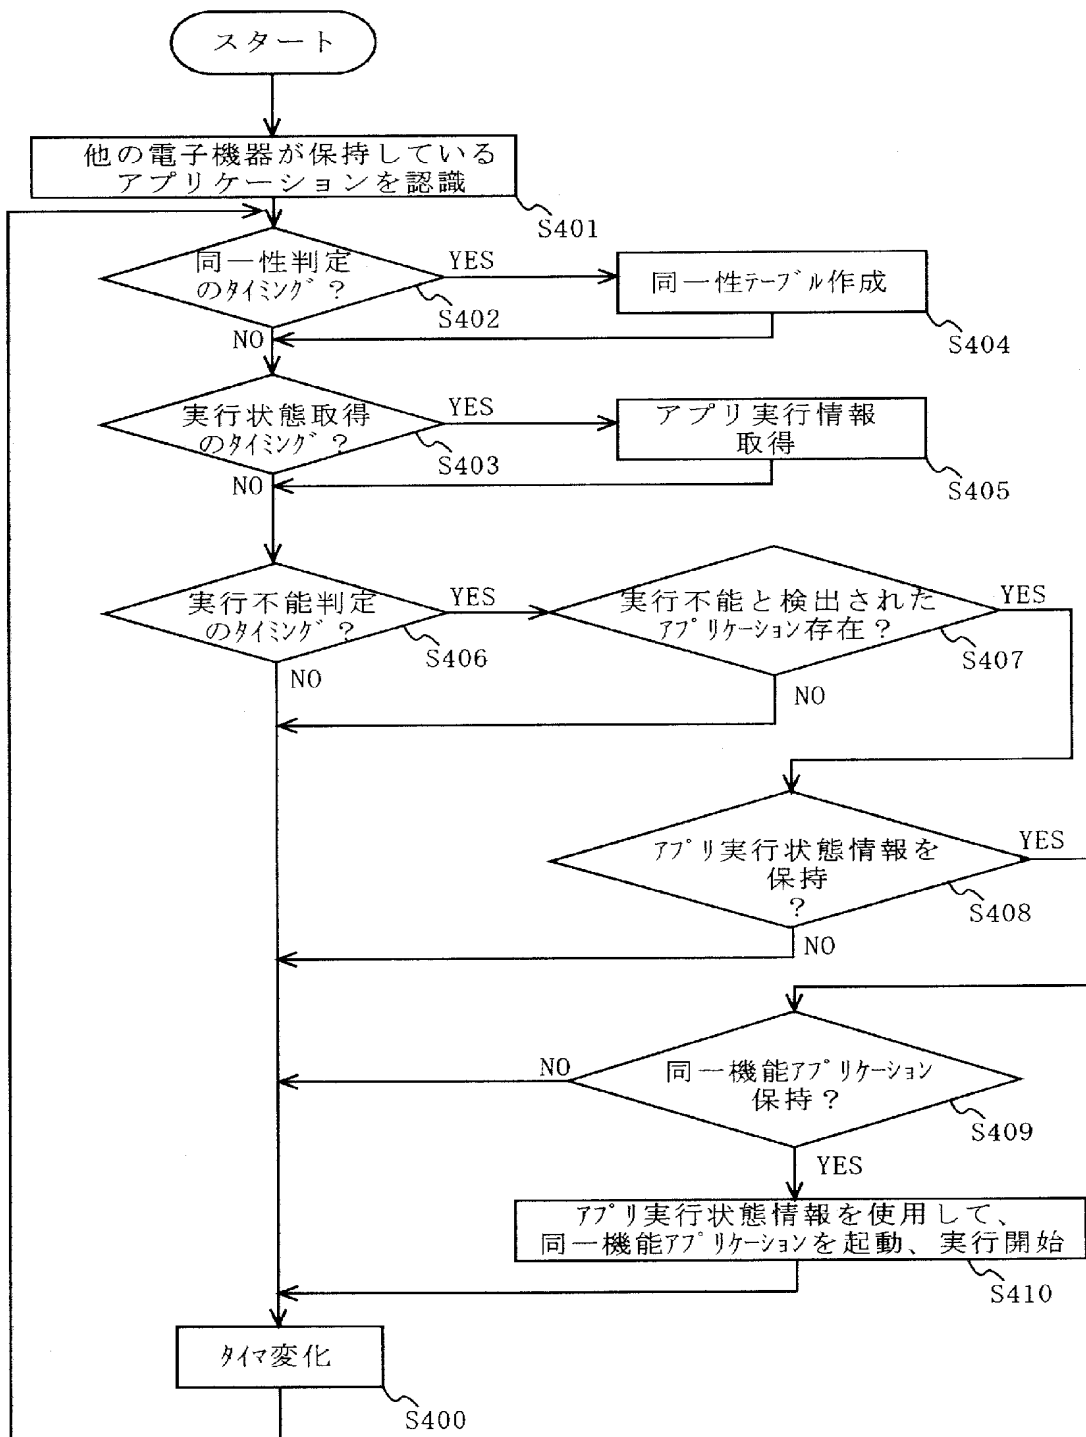 スタート
他の電子機器が保持している
アプリケーションを認識
S401
同一性判定
のタイミング？
YES
S402
NO
同一性テーブル作成
S404
実行状態取得
のタイミング？
YES
S403
NO
アプリ実行情報
取得
S405
実行不能判定
のタイミング？
YES
S406
NO
実行不能と検出された
アプリケーション存在？
YES
S407
NO
アプリ実行状態情報を
保持
？
YES
S408
NO
同一機能アプリケーション
保持？
NO
S409
YES
アプリ実行状態情報を使用して、
同一機能アプリケーションを起動、実行開始
S410
タイマ変化
S400